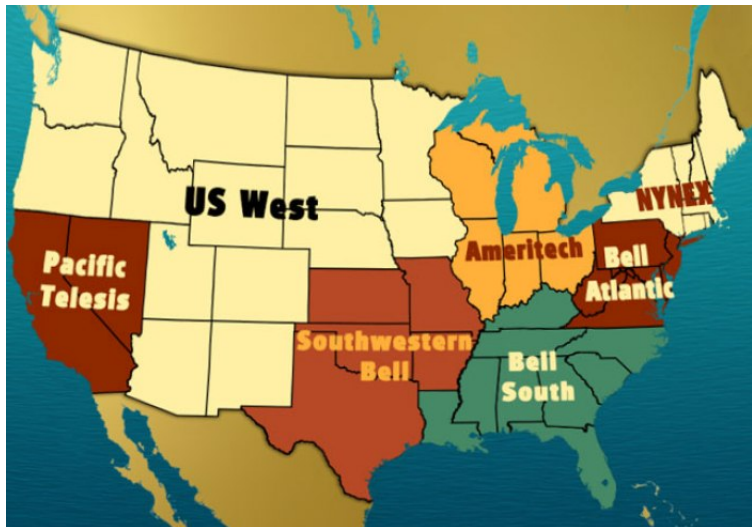 US West
NYNEX
Pacific
Telesis
Ameritech
Bell
Atlantic
Southwestern
Bell
Bell
South